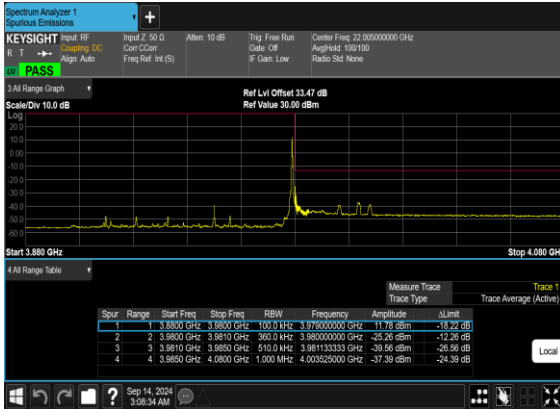 Spectrum Analyzer 1
Spurious Emissions
KEYSIGHT
R T
Input: RF
Coupling: DC
Align: Auto
Input Z: 50 Ω
Corr CCorr
Freq Ref: Int (S)
Atten: 10 dB
Trig: Free Run
Gate: Off
IF Gain: Low
Center Freq: 22.005000000 GHz
Avg|Hold: 100/100
Radio Std: None
PASS
3 All Range Graph
Scale/Div 10.0 dB
Ref Lvl Offset 33.47 dB
Ref Value 30.00 dBm
Log
20.0
10.0
0.00
-10.0
-20.0
-30.0
-40.0
-50.0
-60.0
Start 3.880 GHz
Stop 4.080 GH
4 All Range Table
Measure Trace Trace 1
Trace Type Trace Average (Active)
Spur Range Start Freq Stop Freq RBW Frequency Amplitude ΔLimit
1 1 3.8800 GHz 3.9800 GHz 100.0 kHz 3.979000000 GHz 11.78 dBm -18.22 dB
2 2 3.9800 GHz 3.9810 GHz 360.0 kHz 3.980000000 GHz -25.26 dBm -12.26 dB
3 3 3.9810 GHz 3.9850 GHz 510.0 kHz 3.981133333 GHz -39.56 dBm -26.56 dB
4 4 3.9850 GHz 4.0800 GHz 1.000 MHz 4.003525000 GHz -37.39 dBm -24.39 dB
Local
?
Sep 14, 2024
3:08:34 AM